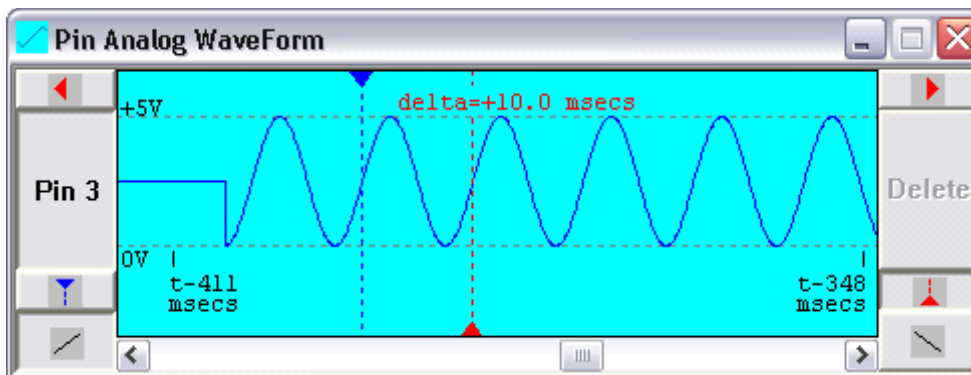 Pin Analog WaveForm
delta=+10.0 msecs
+5V
Pin 3
Delete
0V
t-411
msecs
t-348
msecs